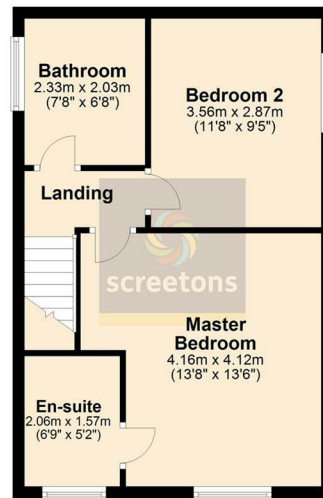 Bathroom
2.33m x 2.03m
(7'8" x 6'8")
Bedroom 2
3.56m x 2.87m
(11'8" x 9'5")
Landing
screetons
Master
Bedroom
4.16m x 4.12m
(13'8" x 13'6")
En-suite
2.06m x 1.57m
(6'9" x 5'2")